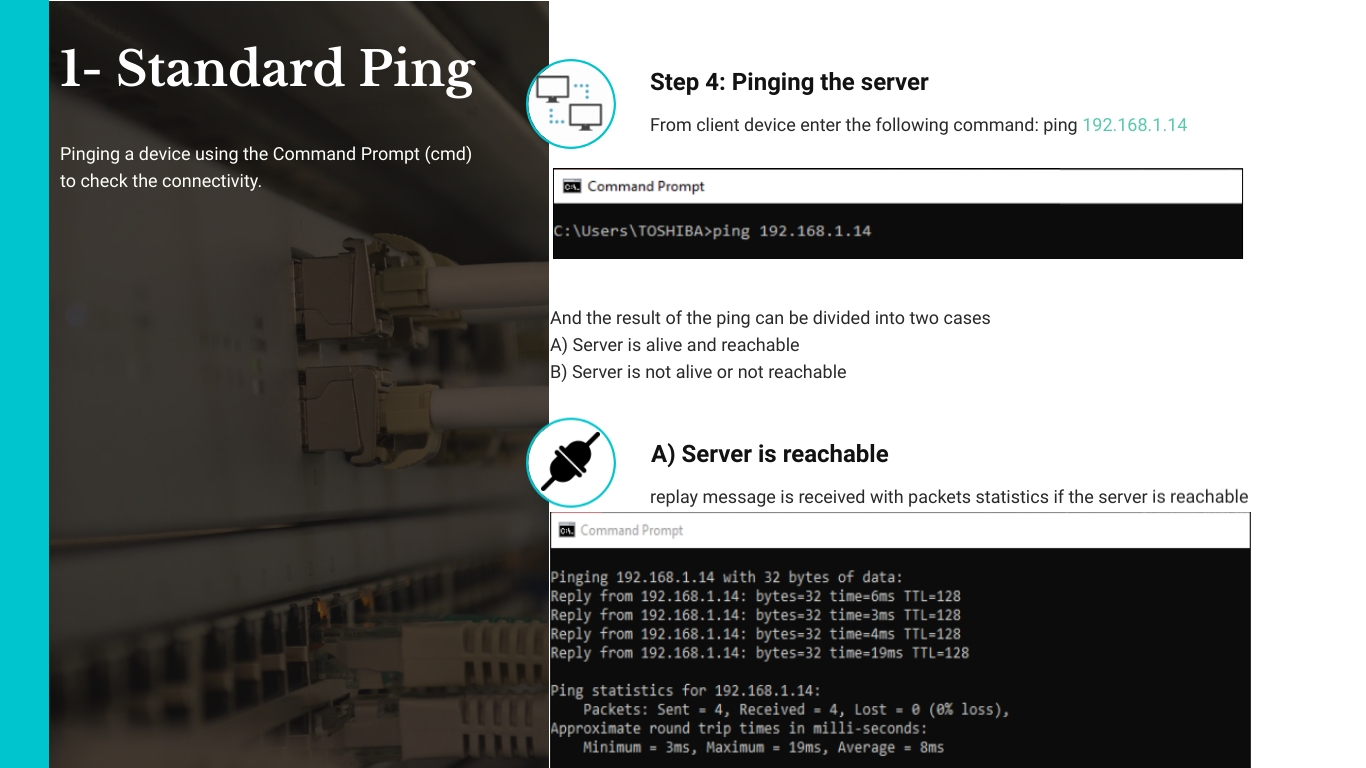 1- Standard Ping
Pinging a device using the Command Prompt (cmd)
to check the connectivity.
Step 4: Pinging the server
From client device enter the following command: ping 192.168.1.14
C:\. Command Prompt
C:\Users\TOSHIBA>ping 192.168.1.14
And the result of the ping can be divided into two cases
A) Server is alive and reachable
B) Server is not alive or not reachable
A) Server is reachable
replay message is received with packets statistics if the server is reachable
C:\. Command Prompt
Pinging 192.168.1.14 with 32 bytes of data:
Reply from 192.168.1.14: bytes=32 time=6ms TTL=128
Reply from 192.168.1.14: bytes=32 time=3ms TTL=128
Reply from 192.168.1.14: bytes=32 time=4ms TTL=128
Reply from 192.168.1.14: bytes=32 time=19ms TTL=128
Ping statistics for 192.168.1.14:
Packets: Sent = 4, Received = 4, Lost = 0 (0% loss),
Approximate round trip times in milli-seconds:
Minimum = 3ms, Maximum = 19ms, Average = 8ms